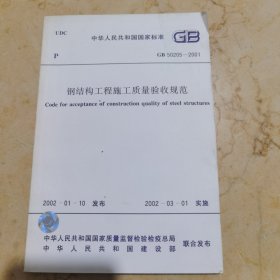 UDC
中华人民共和国国家标准 GB
P
GB 50205-2001
钢结构工程施工质量验收规范
Code for acceptance of construction quality of steel structures
2002-01-10 发布 2002-03-01 实施
中华人民共和国国家质量监督检验检疫总局
中华人民共和国建设部
联合发布